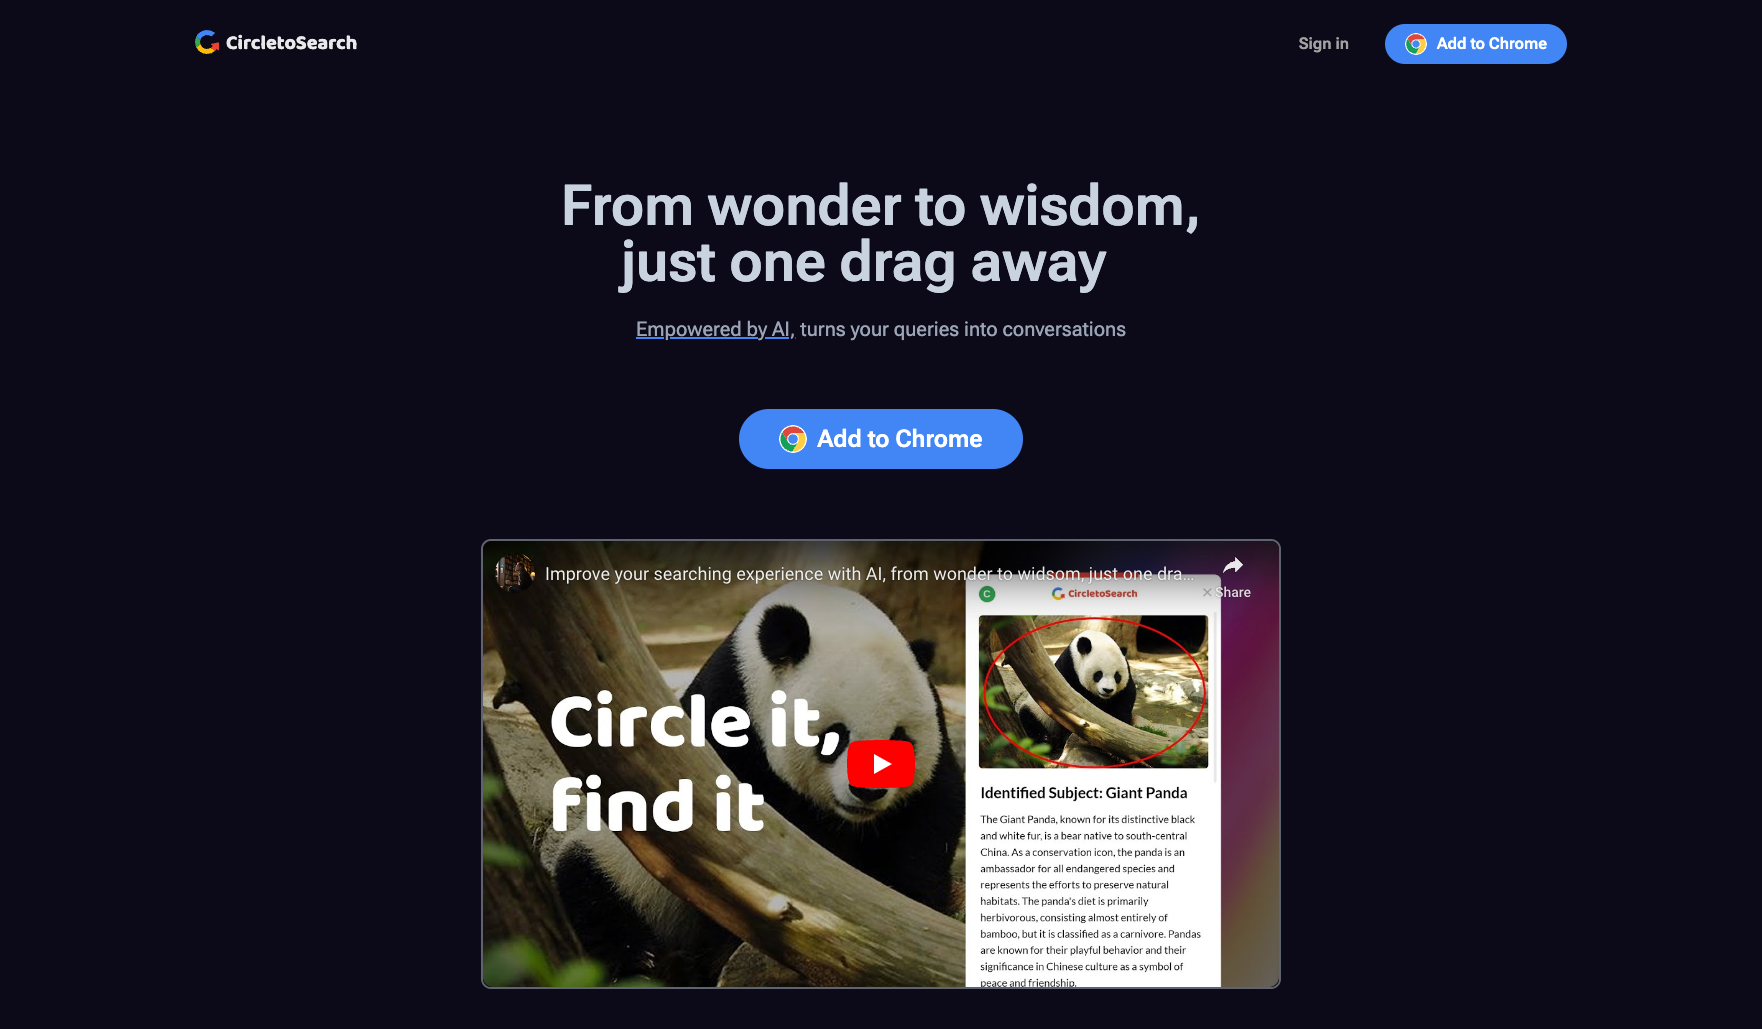 CircletoSearch
Sign in
Add to Chrome
From wonder to wisdom,
just one drag away
Empowered by AI, turns your queries into conversations
Add to Chrome
Improve your searching experience with AI, from wonder to widsom, just one dra...
Share
C
CircletoSearch
Circle it,
find it
Identified Subject: Giant Panda
The Giant Panda, known for its distinctive black
and white fur, is a bear native to south-central
China. As a conservation icon, the panda is an
ambassador for all endangered species and
represents the efforts to preserve natural
habitats. The panda's diet is primarily
herbivorous, consisting almost entirely of
bamboo, but it is classified as a carnivore. Pandas
are known for their playful behavior and their
significance in Chinese culture as a symbol of
peace and friendship.